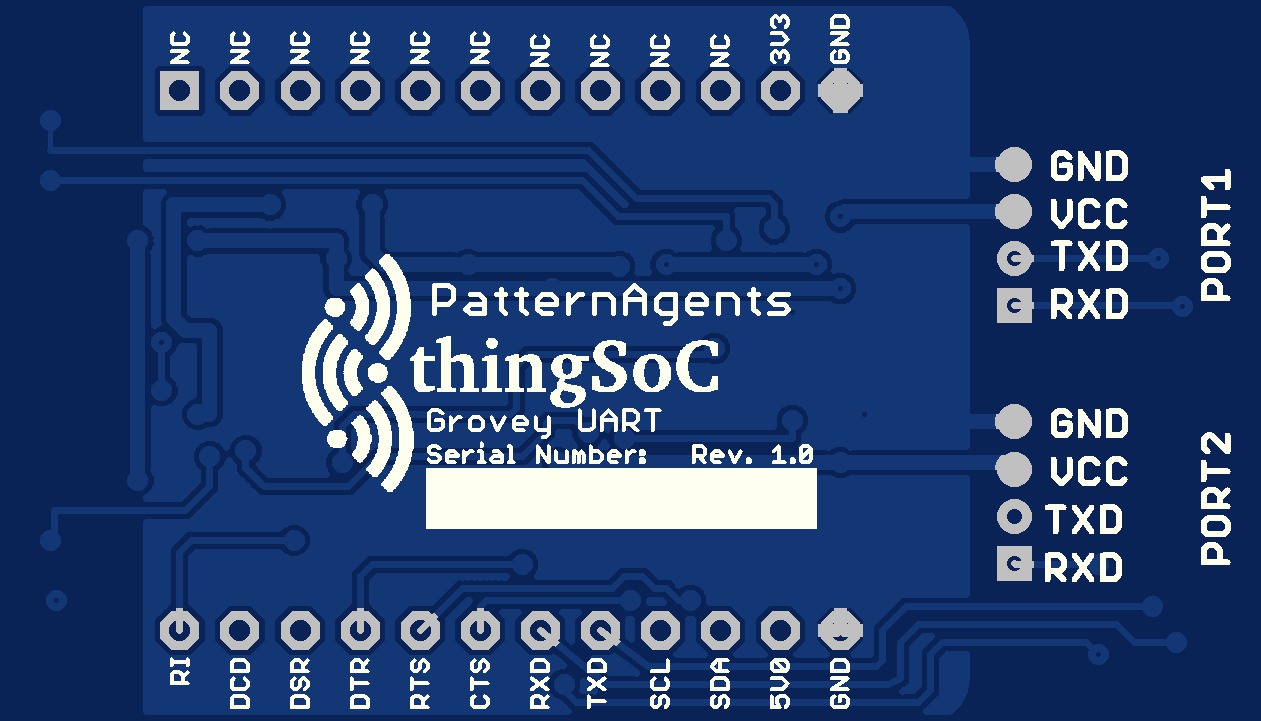 NC NC NC NC NC NC NC NC NC NC 3V3 GND
GND
VCC
TXD
RXD
PORT1
PatternAgents
thingSoC
Grovey UART
Serial Number: Rev. 1.0
GND
VCC
TXD
RXD
PORT2
RI DCD DSR DTR RTS CTS RXD TXD SCL SDA 5V0 GND